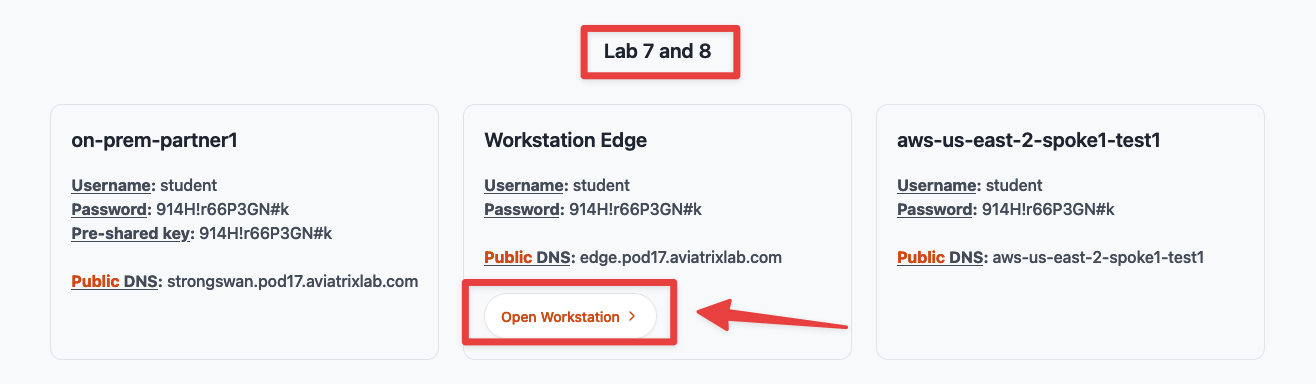 Lab 7 and 8
on-prem-partner1
Username: student
Password: 914H!r66P3GN#k
Pre-shared key: 914H!r66P3GN#k
Public DNS: strongswan.pod17.aviatrixlab.com
Workstation Edge
Username: student
Password: 914H!r66P3GN#k
Public DNS: edge.pod17.aviatrixlab.com
Open Workstation >
aws-us-east-2-spoke1-test1
Username: student
Password: 914H!r66P3GN#k
Public DNS: aws-us-east-2-spoke1-test1